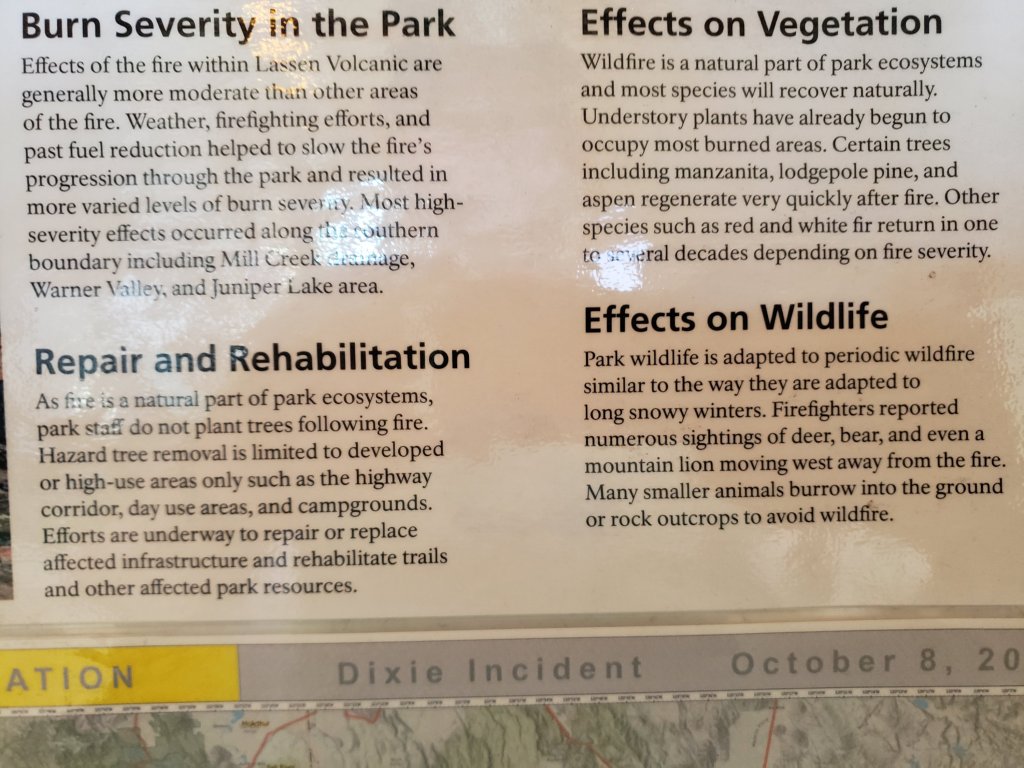 Burn Severity in the Park
Effects of the fire within Lassen Volcanic are
generally more moderate than other areas
of the fire. Weather, firefighting efforts, and
past fuel reduction helped to slow the fire's
progression through the park and resulted in
more varied levels of burn severity. Most high-
severity effects occurred along the southern
boundary including Mill Creek drainage,
Warner Valley, and Juniper Lake area.
Repair and Rehabilitation
As fire is a natural part of park ecosystems,
park staff do not plant trees following fire.
Hazard tree removal is limited to developed
or high-use areas only such as the highway
corridor, day use areas, and campgrounds.
Efforts are underway to repair or replace
affected infrastructure and rehabilitate trails
and other affected park resources.
Effects on Vegetation
Wildfire is a natural part of park ecosystems
and most species will recover naturally.
Understory plants have already begun to
occupy most burned areas. Certain trees
including manzanita, lodgepole pine, and
aspen regenerate very quickly after fire. Other
species such as red and white fir return in one
to several decades depending on fire severity.
Effects on Wildlife
Park wildlife is adapted to periodic wildfire
similar to the way they are adapted to
long snowy winters. Firefighters reported
numerous sightings of deer, bear, and even a
mountain lion moving west away from the fire.
Many smaller animals burrow into the ground
or rock outcrops to avoid wildfire.
ATION Dixie Incident October 8, 20